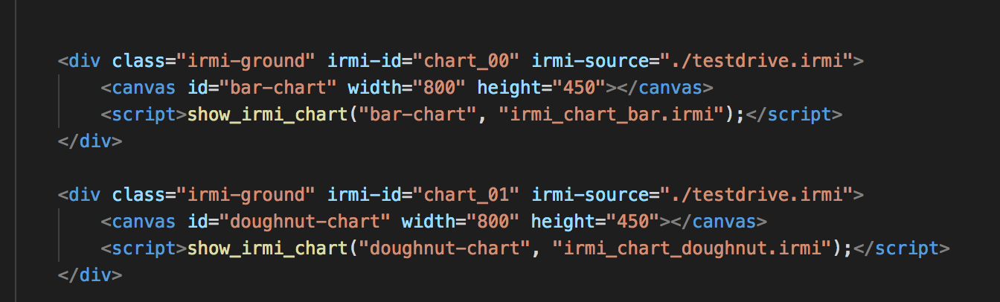 <div class="irmi-ground" irmi-id="chart_00" irmi-source="./testdrive.irmi">
<canvas id="bar-chart" width="800" height="450"></canvas>
<script>show_irmi_chart("bar-chart", "irmi_chart_bar.irmi");</script>
</div>
<div class="irmi-ground" irmi-id="chart_01" irmi-source="./testdrive.irmi">
<canvas id="doughnut-chart" width="800" height="450"></canvas>
<script>show_irmi_chart("doughnut-chart", "irmi_chart_doughnut.irmi");</script>
</div>